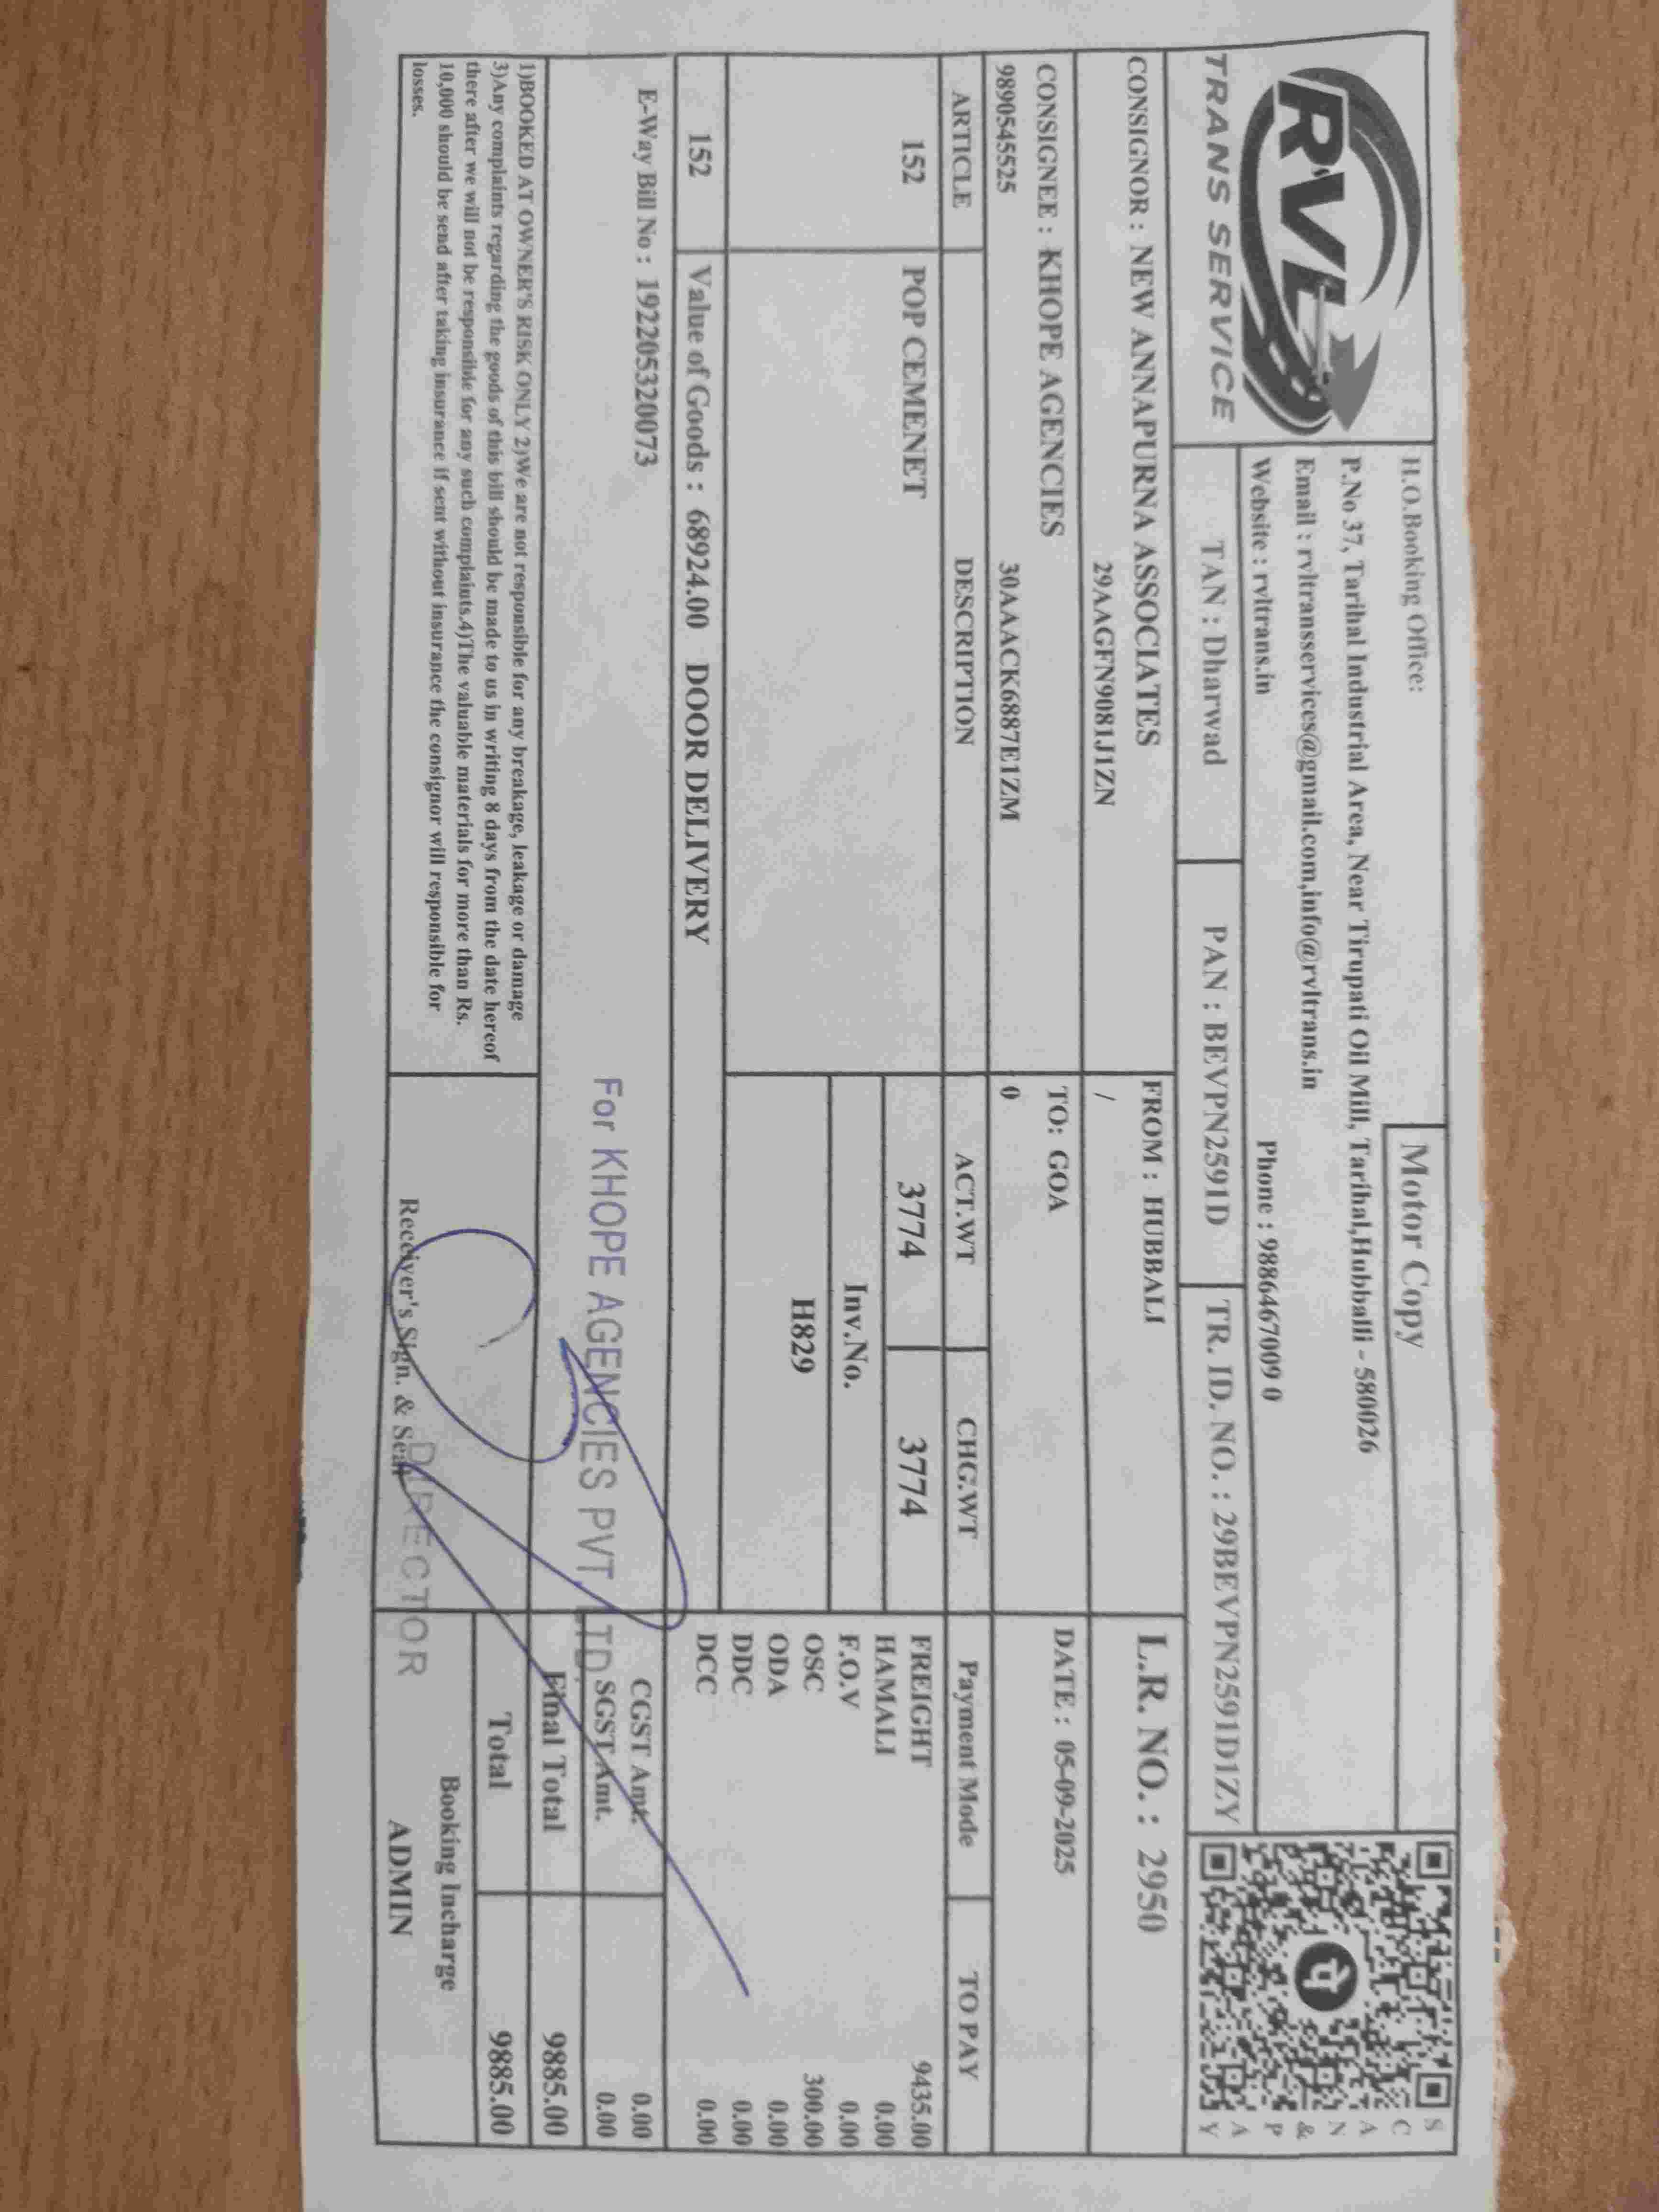 Motor Copy
RVL
TRANS SERVICE
H.O.Booking Office:
P.No 37, Tarihal Industrial Area, Near Tirupati Oil Mill, Tarihal,Hubballi - 580026
Email : rvltransservices@gmail.com,info@rvltrans.in
Website : rvltrans.in Phone : 9886467009 0
SCAN & PAY
TAN : Dharwad PAN : BEVPN2591D TR. ID. NO. : 29BEVPN2591D1ZY
CONSIGNOR : NEW ANNAPURNA ASSOCIATES FROM : HUBBALI L.R. NO. : 2950
29AAGFN9081J1ZN /
CONSIGNEE : KHOPE AGENCIES TO: GOA DATE : 05-09-2025
9890545525 30AAACK6887E1ZM 0
ARTICLE DESCRIPTION ACT.WT CHG.WT Payment Mode TO PAY
152 POP CEMENET 3774 3774 FREIGHT 9435.00
HAMALI 0.00
Inv.No. F.O.V 0.00
H829 OSC 300.00
ODA 0.00
DDC 0.00
152 Value of Goods : 68924.00 DOOR DELIVERY DCC 0.00
E-Way Bill No : 192205320073 CGST Amt. 0.00
For KHOPE AGENCIES PVT. LTD. SGST Amt. 0.00
Final Total 9885.00
1)BOOKED AT OWNER'S RISK ONLY 2)We are not responsible for any breakage, leakage or damage
3)Any complaints regarding the goods of this bill should be made to us in writing 8 days from the date hereof
there after we will not be responsible for any such complaints.4)The valuable materials for more than Rs.
10,000 should be send after taking insurance if sent without insurance the consignor will responsible for
losses.
Total 9885.00
DIRECTOR
Receiver's Sign. & Seal
Booking Incharge
ADMIN